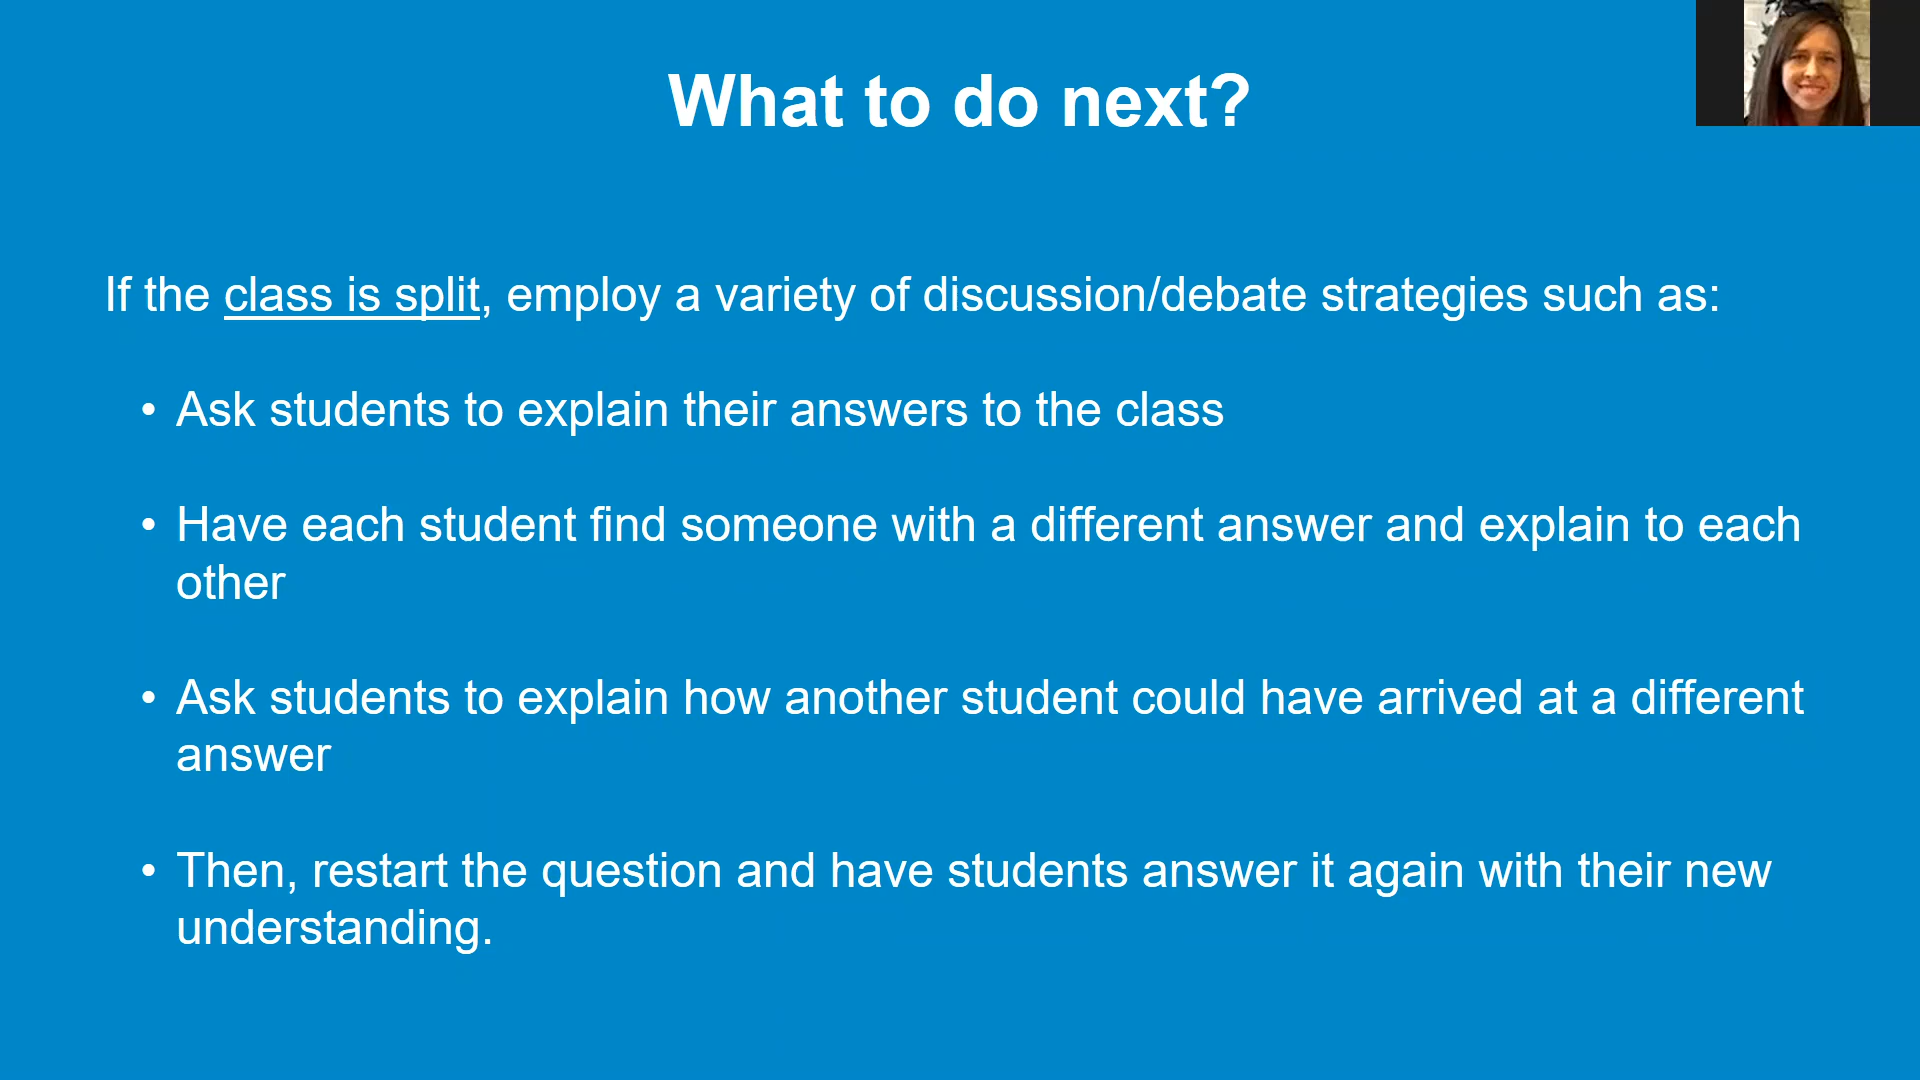 What to do next?
If the class is split, employ a variety of discussion/debate strategies such as:
• Ask students to explain their answers to the class
• Have each student find someone with a different answer and explain to each
other
• Ask students to explain how another student could have arrived at a different
answer
• Then, restart the question and have students answer it again with their new
understanding.